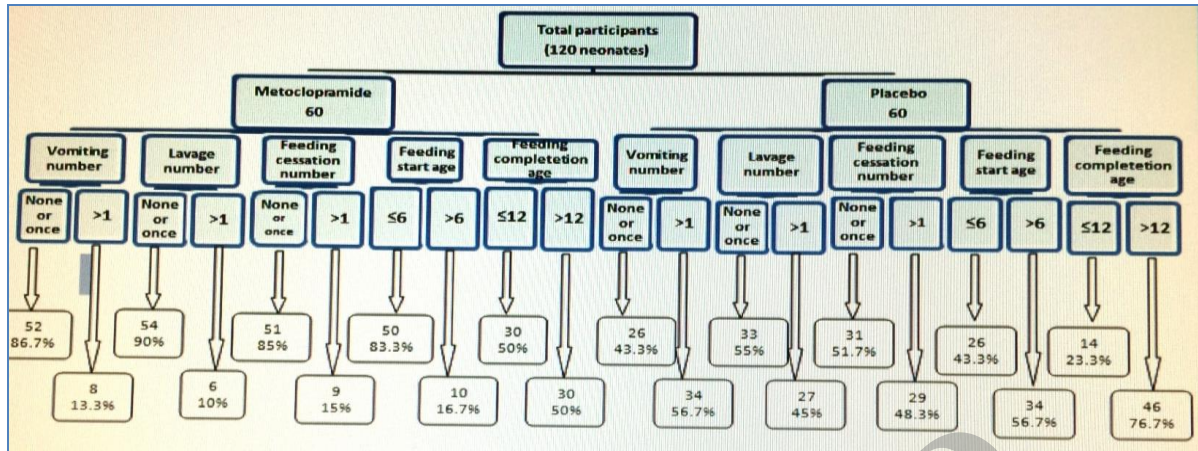 Total participants
(120 neonates)
Metoclopramide
60
Placebo
60
Vomiting
number
Lavage
number
Feeding
cessation
number
Feeding
start age
Feeding
completetion
age
Vomiting
number
Lavage
number
Feeding
cessation
number
Feeding
start age
Feeding
completetion
age
None
or
once
>1
None
or
once
>1
None
or
once
>1
≤6
>6
≤12
>12
None
or
once
>1
None
or
once
>1
None
or
once
>1
≤6
>6
≤12
>12
52
86.7%
54
90%
51
85%
50
83.3%
30
50%
26
43.3%
33
55%
31
51.7%
26
43.3%
14
23.3%
8
13.3%
6
10%
9
15%
10
16.7%
30
50%
34
56.7%
27
45%
29
48.3%
34
56.7%
46
76.7%